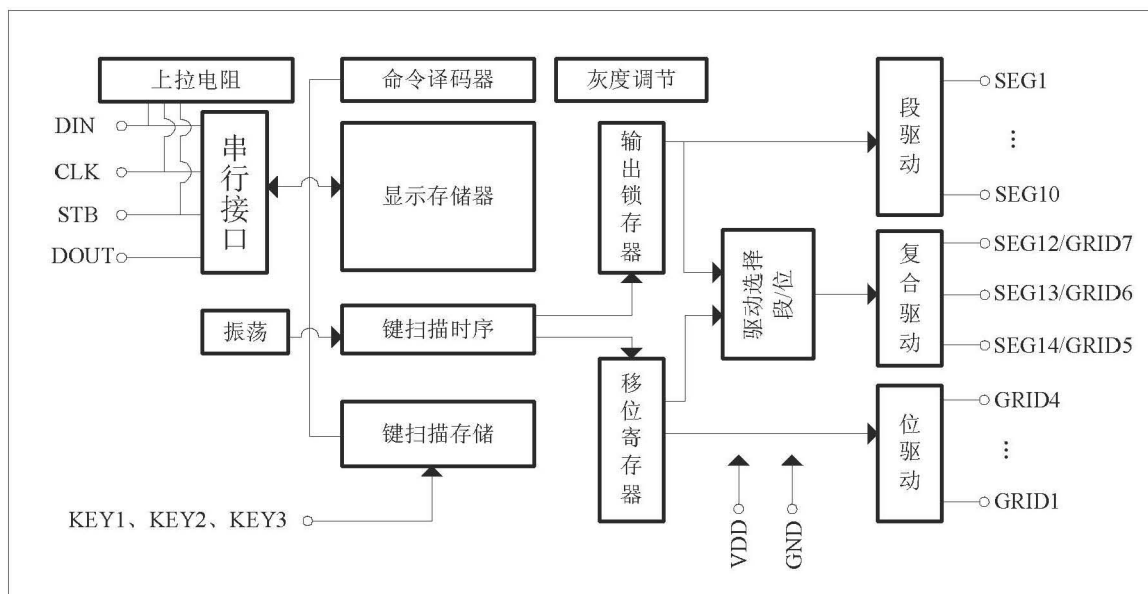 上拉电阻
命令译码器
灰度调节
DIN
CLK
STB
DOUT
串行接口
显示存储器
输出锁存器
段驱动
SEG1
⋮
SEG10
振荡
键扫描时序
驱动选择
段/位
复合驱动
SEG12/GRID7
SEG13/GRID6
SEG14/GRID5
键扫描存储
移位寄存器
位驱动
GRID4
⋮
GRID1
KEY1、KEY2、KEY3
VDD
GND